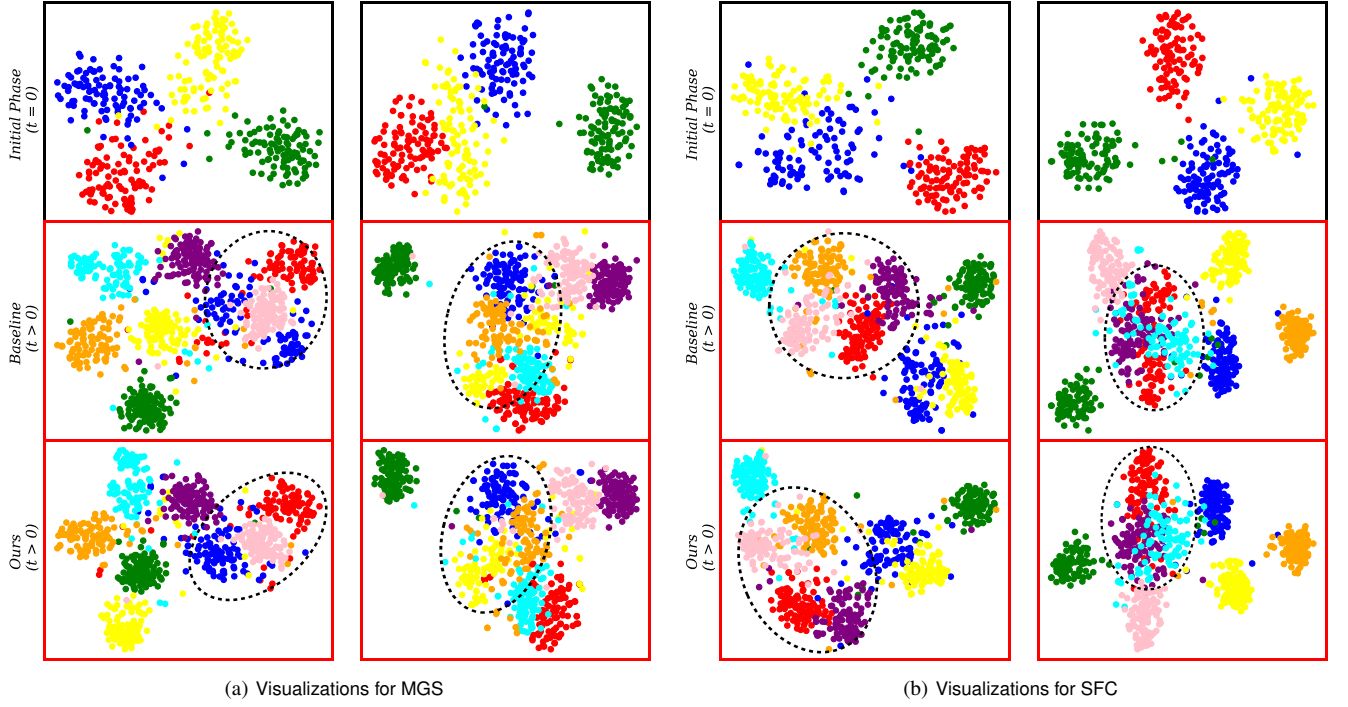 Initial Phase
(t = 0)
Initial Phase
(t = 0)
Baseline
(t > 0)
Baseline
(t > 0)
Ours
(t > 0)
Ours
(t > 0)
(a) Visualizations for MGS
(b) Visualizations for SFC